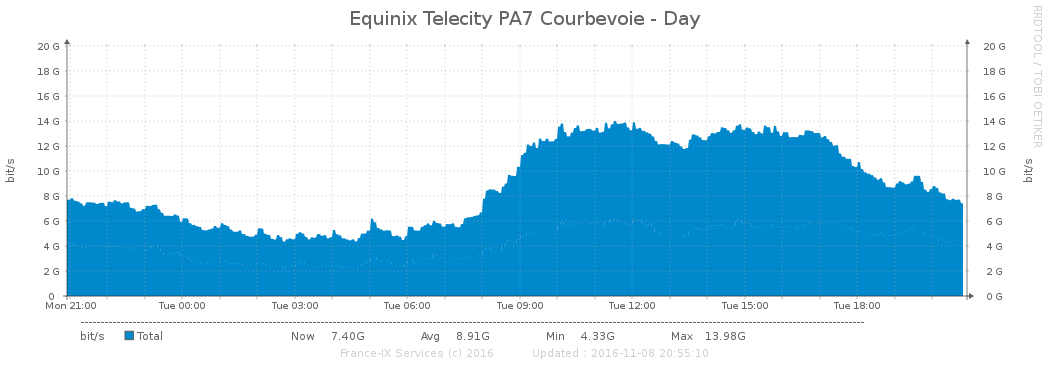 Equinix Telecity PA7 Courbevoie - Day
RRDTOOL / TOBI OETIKER
20 G 20 G
18 G 18 G
16 G 16 G
14 G 14 G
12 G 12 G
10 G 10 G
8 G 8 G
6 G 6 G
4 G 4 G
2 G 2 G
0 0 G
bit/s
bit/s
Mon 21:00 Tue 00:00 Tue 03:00 Tue 06:00 Tue 09:00 Tue 12:00 Tue 15:00 Tue 18:00
bit/s Total Now 7.40G Avg 8.91G Min 4.33G Max 13.98G
France-IX Services (c) 2016 Updated : 2016-11-08 20:55:10